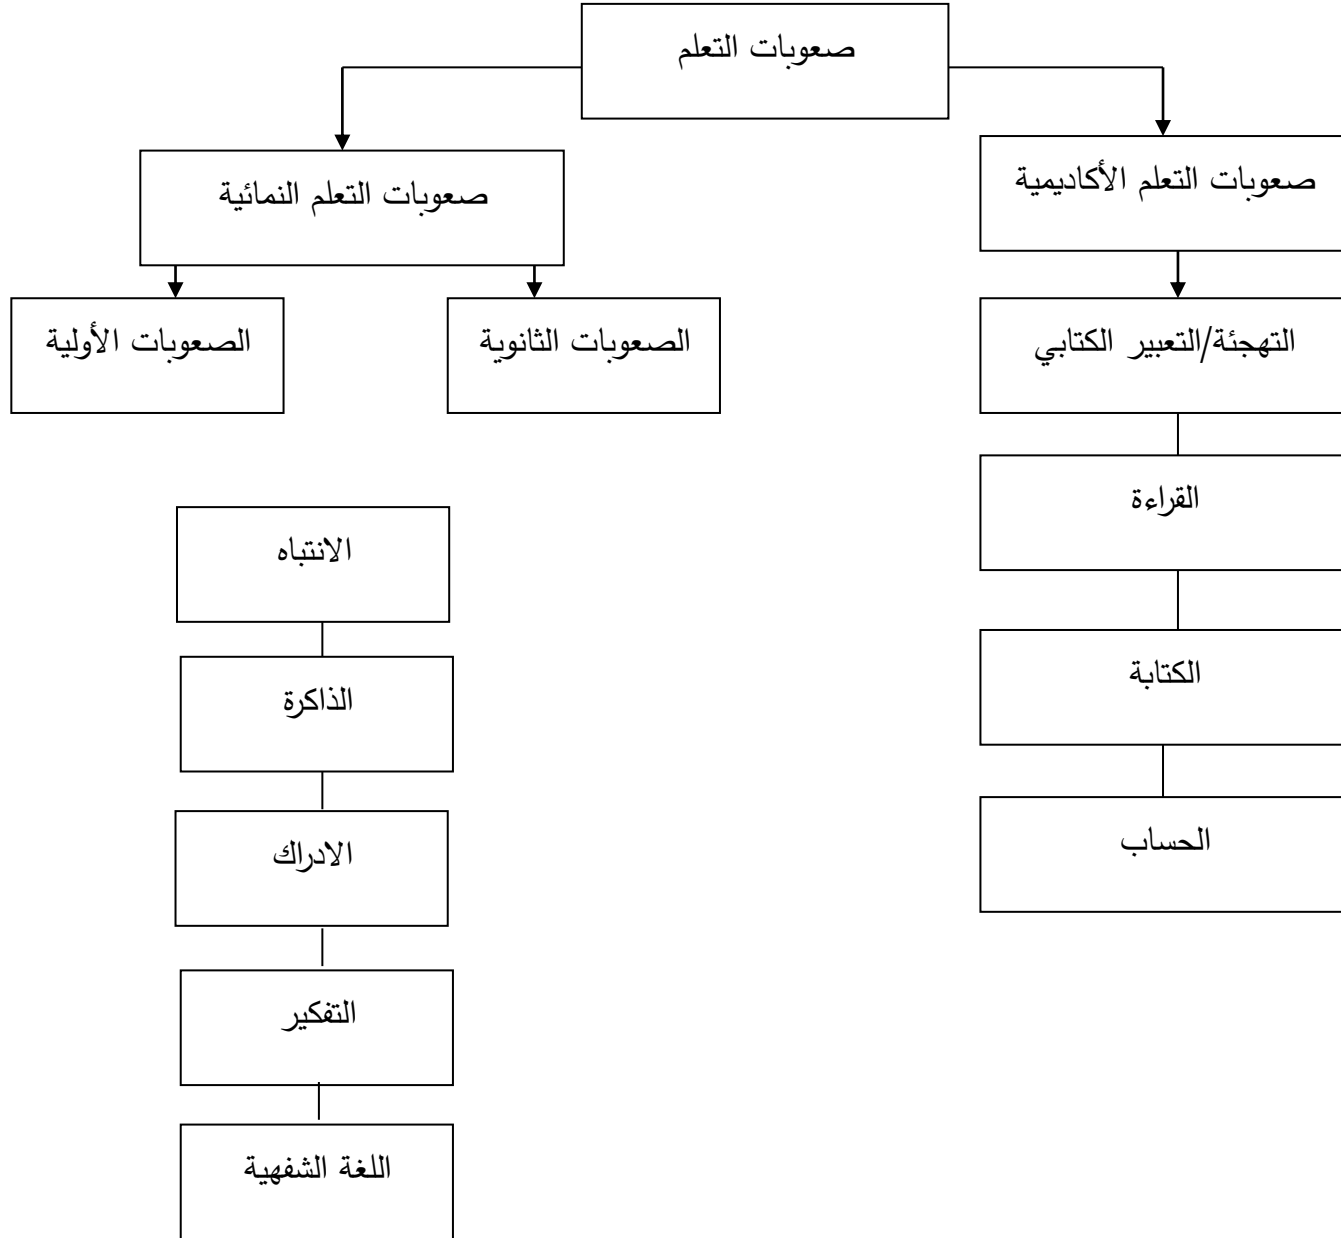 صعوبات التعلم
صعوبات التعلم الأكاديمية
صعوبات التعلم النمائية
التهجئة/التعبير الكتابي
الصعوبات الثانوية
الصعوبات الأولية
القراءة
الكتابة
الحساب
الانتباه
الذاكرة
الادراك
التفكير
اللغة الشفهية